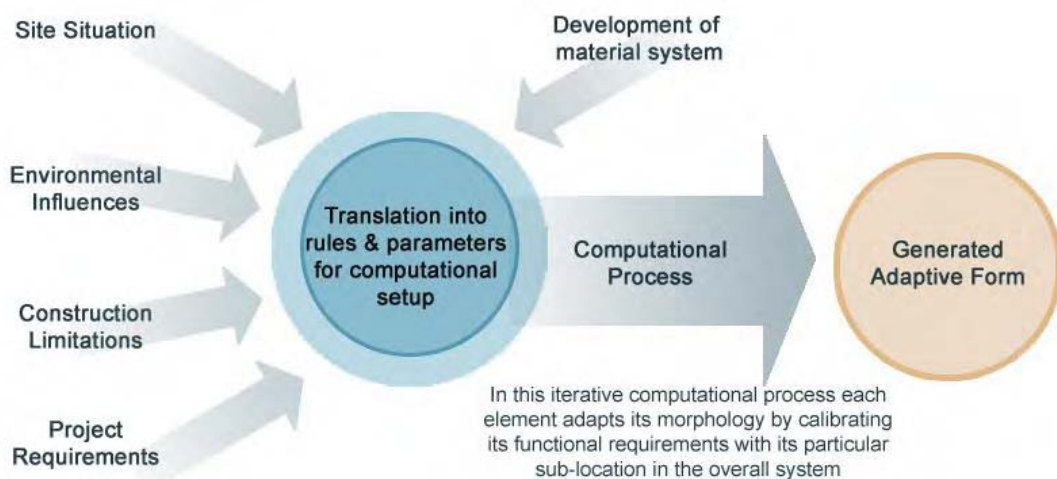 Site Situation
Development of
material system
Environmental
Influences
Translation into
rules & parameters
for computational
setup
Computational
Process
Generated
Adaptive Form
Construction
Limitations
Project
Requirements
In this iterative computational process each
element adapts its morphology by calibrating
its functional requirements with its particular
sub-location in the overall system